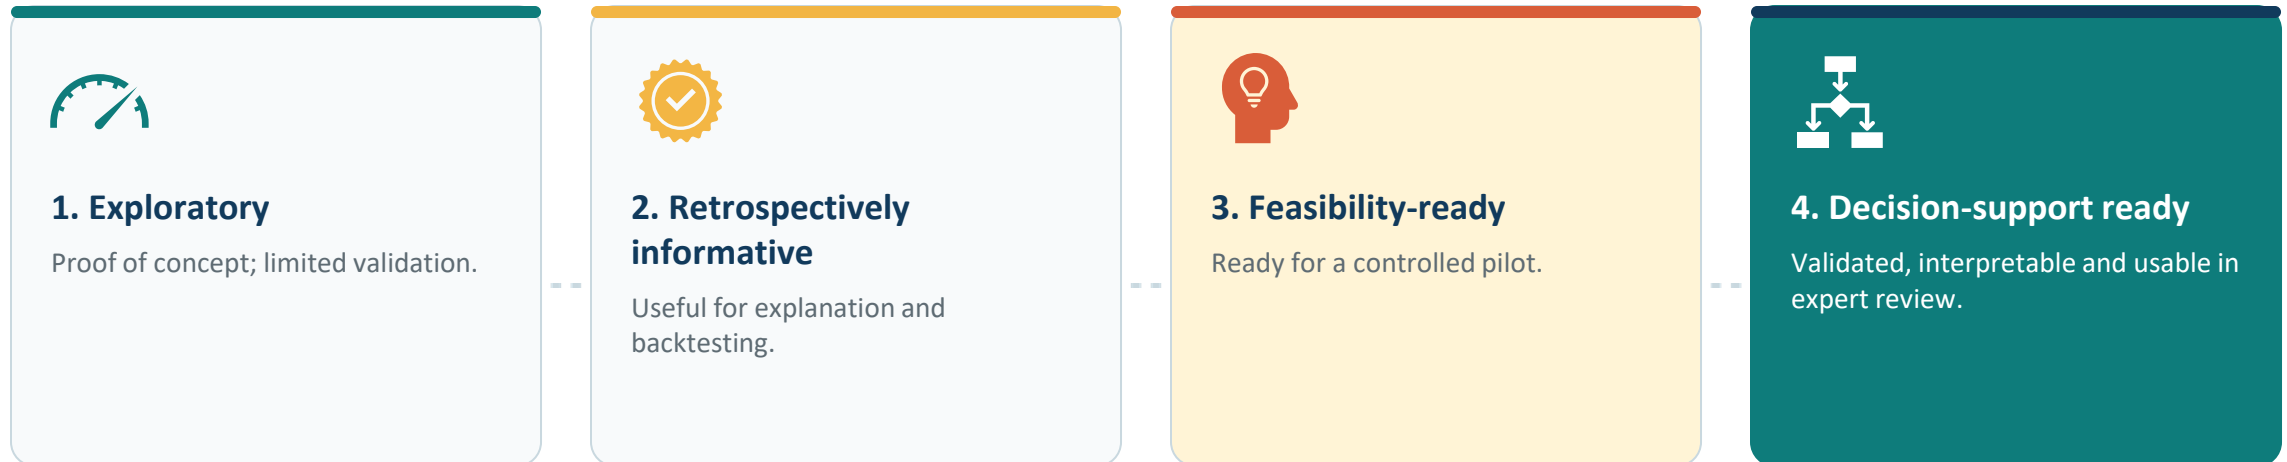 1. Exploratory
Proof of concept; limited validation.
2. Retrospectively
informative
Useful for explanation and
backtesting.
3. Feasibility-ready
Ready for a controlled pilot.
4. Decision-support ready
Validated, interpretable and usable in
expert review.